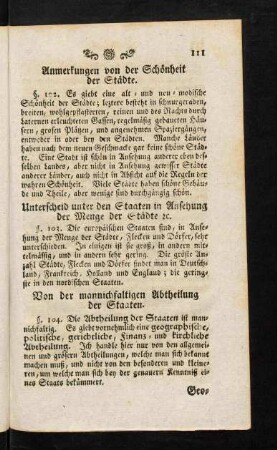 111
Anmerkungen von der Schönheit
der Städte.
§. 102. Es giebt eine alt- und neu-modische
Schönheit der Städte; letztere besteht in schnurgeraden,
breiten, wohlgepflasterten, reinen und des Nachts durch
Laternen erleuchteten Gassen, regelmäßig gebaueten Häu-
sern, großen Plätzen, und angenehmen Spaziergängen,
entweder in oder bey den Städten. Manche Länder
haben nach dem neuen Geschmack gar keine schöne Städ-
te. Eine Stadt ist schön in Ansehung anderer eben des-
selben Landes, aber nicht in Ansehung gewisser Städte
anderer Länder, auch nicht in Absicht auf die Regeln der
wahren Schönheit. Viele Städte haben schöne Gebäu-
de und Theile, aber wenige sind durchgängig schön.
Unterscheid unter den Staaten in Ansehung
der Menge der Städte ꝛc.
§. 103. Die europäischen Staaten sind, in Anse-
hung der Menge der Städte, Flecken und Dörfer, sehr
unterschieden. In einigen ist sie groß, in andern mit-
telmäßig, und in andern sehr gering. Die größte An-
zahl Städte, Flecken und Dörfer findet man in Deutsch-
land, Frankreich, Holland und England; die gering-
ste in den nordischen Staaten.
Von der mannichfaltigen Abtheilung
der Staaten.
§. 104. Die Abtheilung der Staaten ist man-
nichfaltig. Es giebt vornehmlich eine geographische,
politische, gerichtliche, Finanz- und kirchliche
Abtheilung. Ich handle hier nur von den allgemei-
nen und größern Abtheilungen, welche man sich bekannt
machen muß, und nicht von den besonderen und kleine-
ren, um welche man sich bey der genauern Kenntniß ei-
nes Staats bekümmert.
Geo-